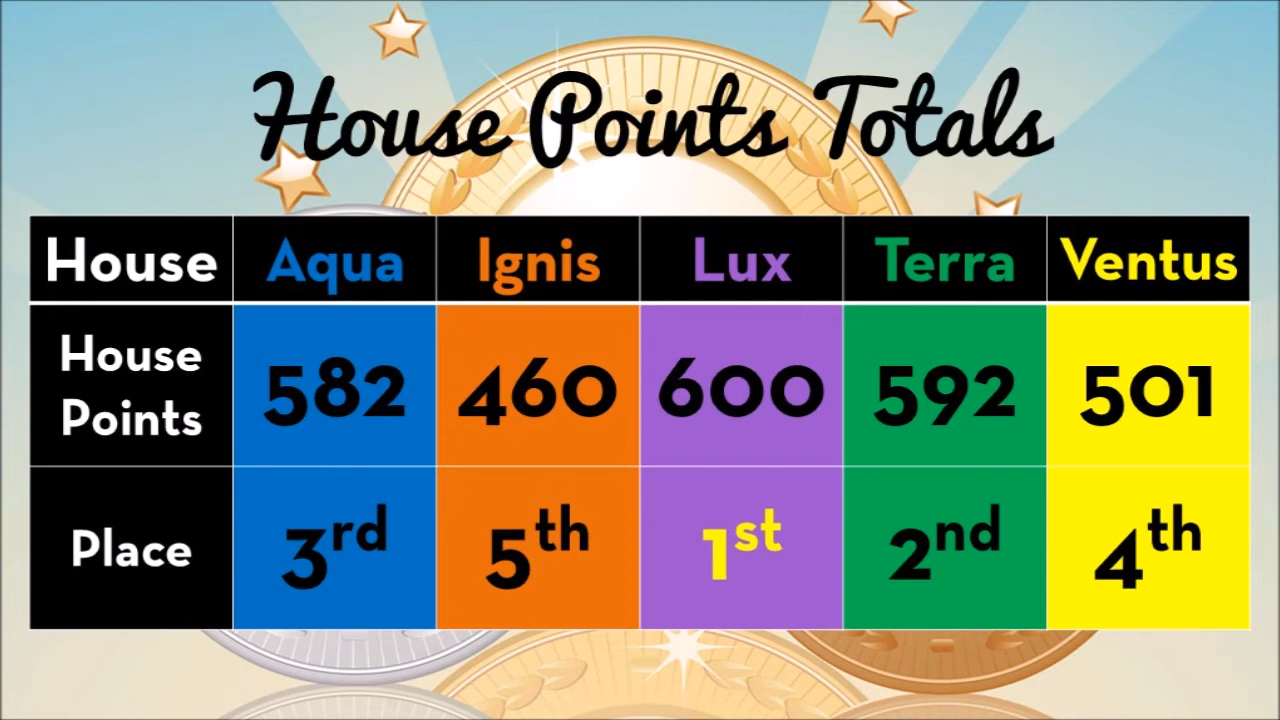 House Points Totals
House Aqua Ignis Lux Terra Ventus
House
Points 582 460 600 592 501
Place 3rd 5th 1st 2nd 4th